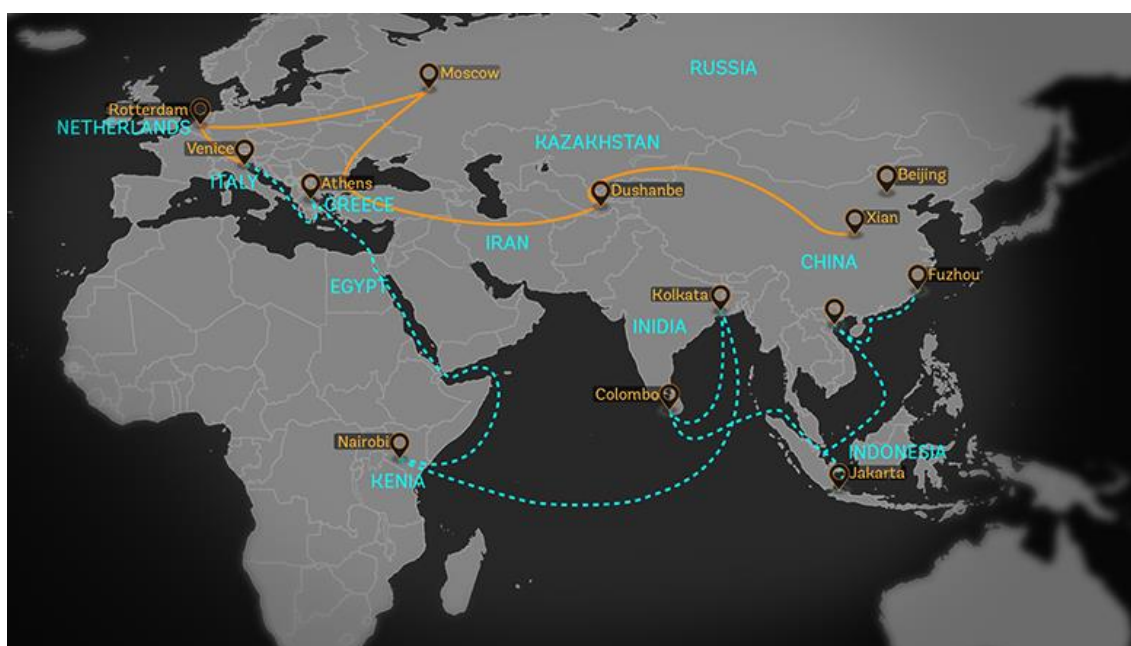 Moscow
RUSSIA
Rotterdam
NETHERLANDS
KAZAKHSTAN
Venice
Beijing
ITALY
Athens
Dushanbe
GREECE
Xian
IRAN
CHINA
Fuzhou
EGYPT
Kolkata
INIDIA
Colombo
Nairobi
INDONESIA
Jakarta
KENIA